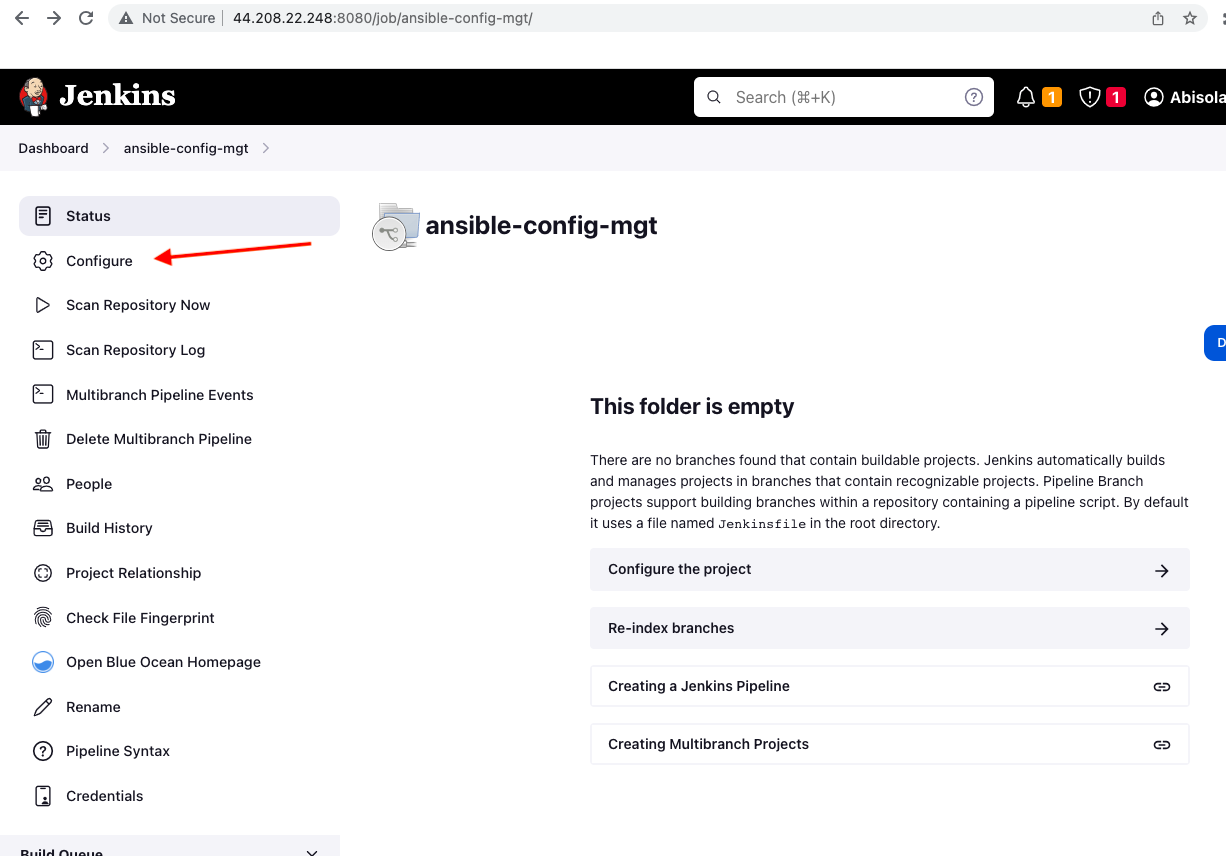 Not Secure 44.208.22.248:8080/job/ansible-config-mgt/
Jenkins
Search (⌘+K)
1
1
Abisola
Dashboard
ansible-config-mgt
Status
Configure
Scan Repository Now
Scan Repository Log
Multibranch Pipeline Events
Delete Multibranch Pipeline
People
Build History
Project Relationship
Check File Fingerprint
Open Blue Ocean Homepage
Rename
Pipeline Syntax
Credentials
Build Queue
ansible-config-mgt
D
This folder is empty
There are no branches found that contain buildable projects. Jenkins automatically builds
and manages projects in branches that contain recognizable projects. Pipeline Branch
projects support building branches within a repository containing a pipeline script. By default
it uses a file named Jenkinsfile in the root directory.
Configure the project
Re-index branches
Creating a Jenkins Pipeline
Creating Multibranch Projects